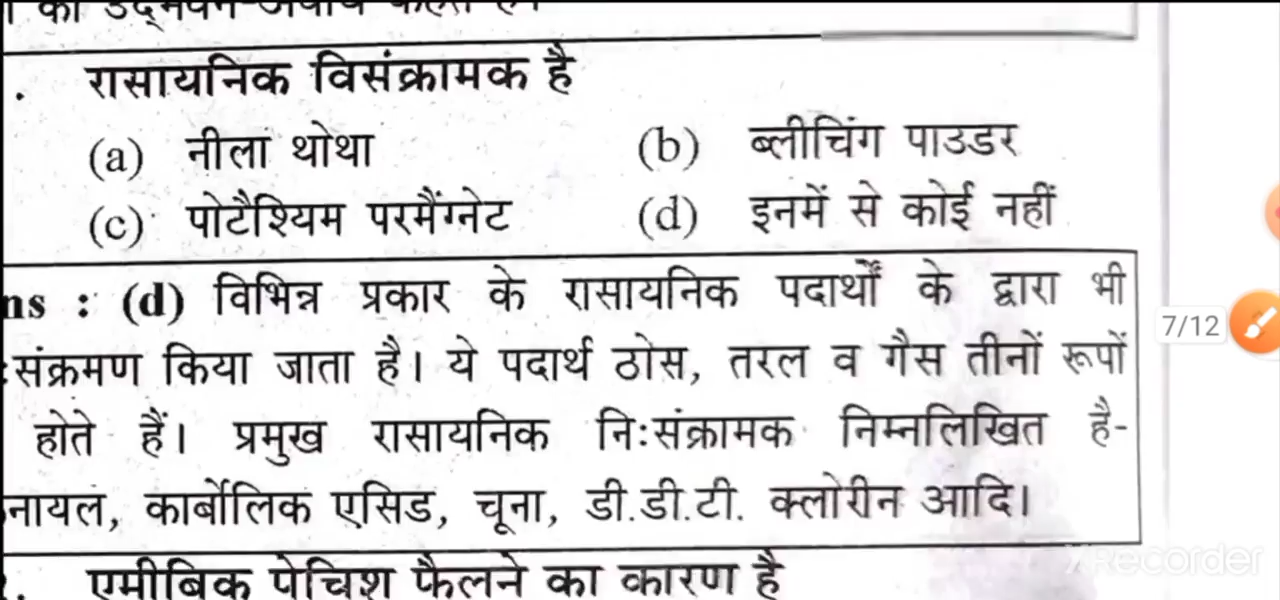 . रासायनिक विसंक्रामक है
(a) नीला थोथा (b) ब्लीचिंग पाउडर
(c) पोटैश्यिम परमैंग्नेट (d) इनमें से कोई नहीं
ns : (d) विभिन्न प्रकार के रासायनिक पदार्थों के द्वारा भी
:संक्रमण किया जाता है। ये पदार्थ ठोस, तरल व गैस तीनों रूपों
7/12
होते हैं। प्रमुख रासायनिक निःसंक्रामक निम्नलिखित है-
नायल, कार्बोलिक एसिड, चूना, डी.डी.टी. क्लोरीन आदि।
. एमीबिक पेचिश फैलने का कारण है
XRecorder